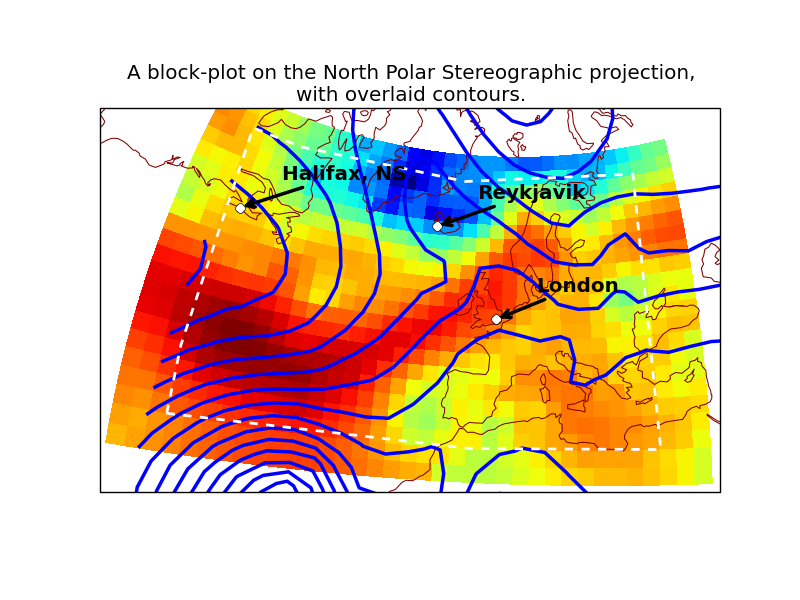 A block-plot on the North Polar Stereographic projection,
with overlaid contours.
Halifax, NS
Reykjavik
London